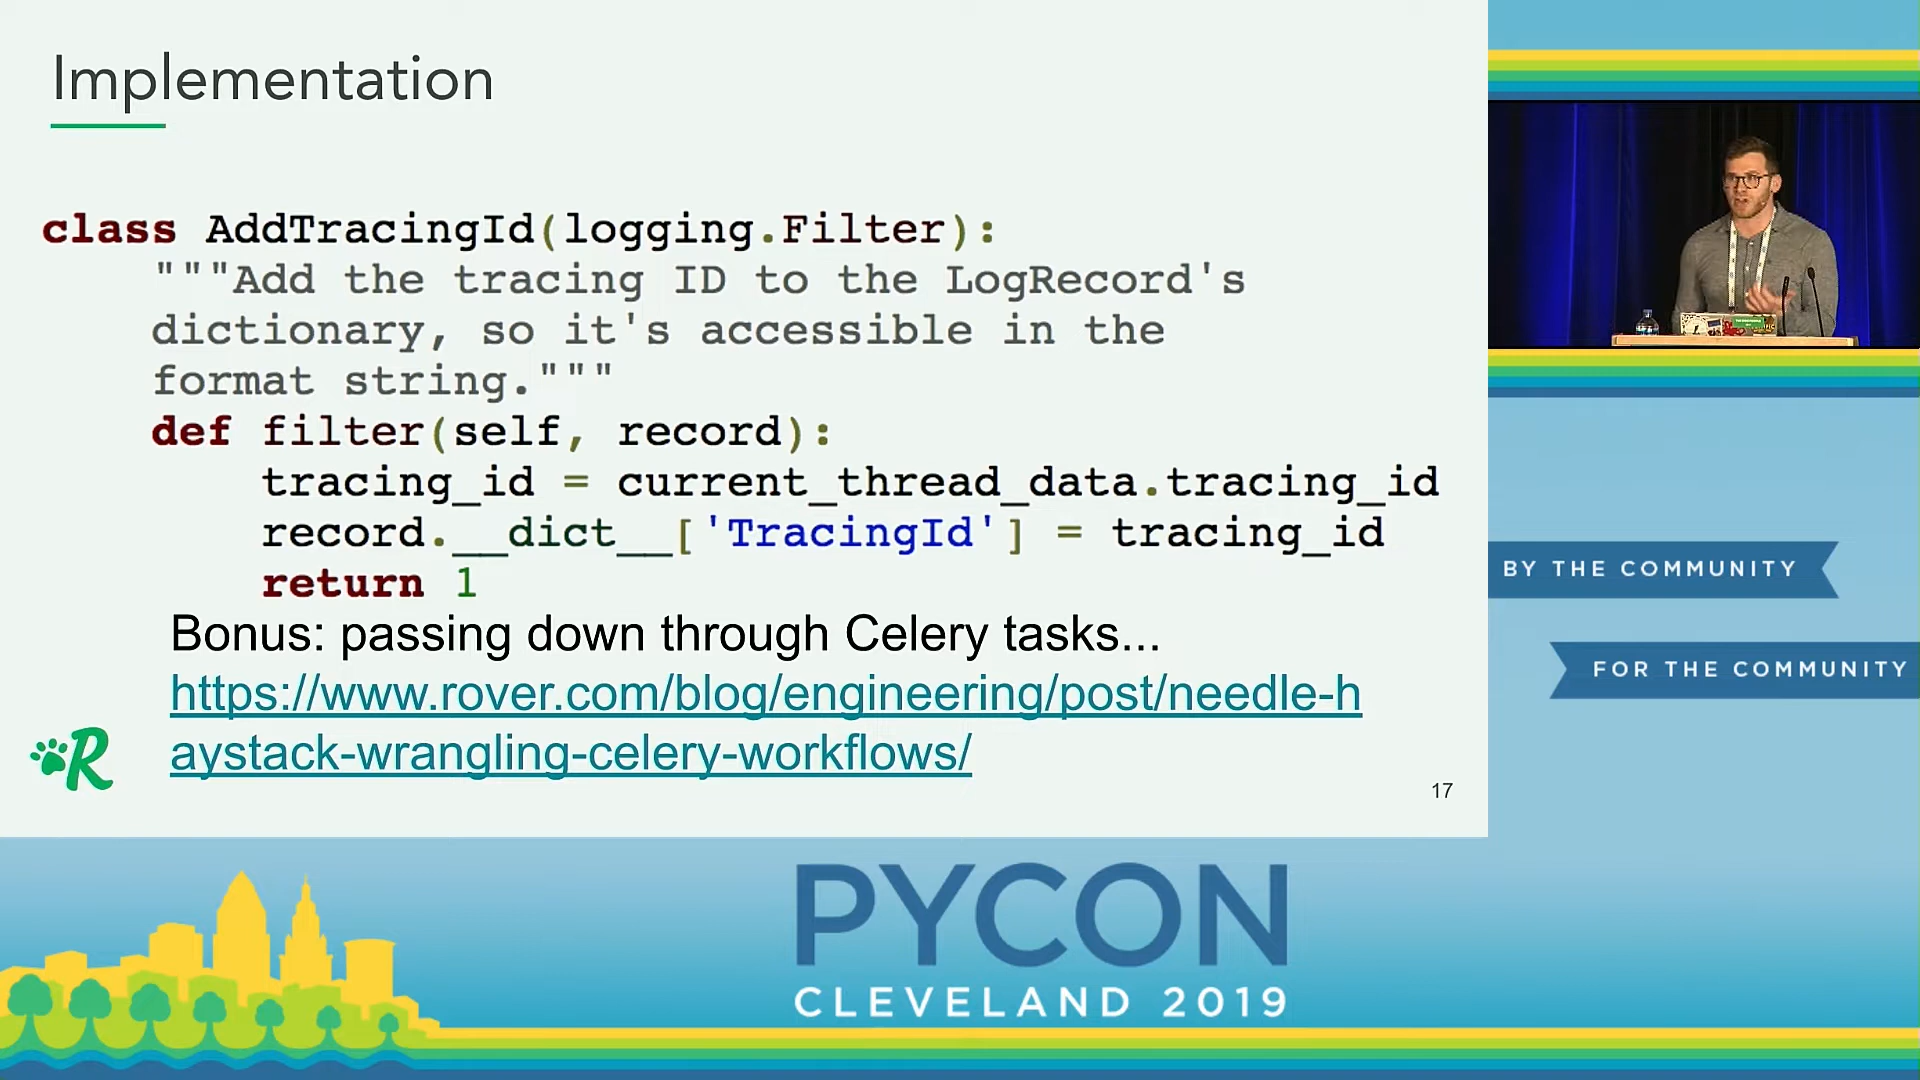 Implementation
class AddTracingId(logging.Filter):
"""Add the tracing ID to the LogRecord's
dictionary, so it's accessible in the
format string."""
def filter(self, record):
tracing_id = current_thread_data.tracing_id
record.__dict__['TracingId'] = tracing_id
return 1
Bonus: passing down through Celery tasks...
https://www.rover.com/blog/engineering/post/needle-h
aystack-wrangling-celery-workflows/
R
17
BY THE COMMUNITY
FOR THE COMMUNITY
PYCON
CLEVELAND 2019